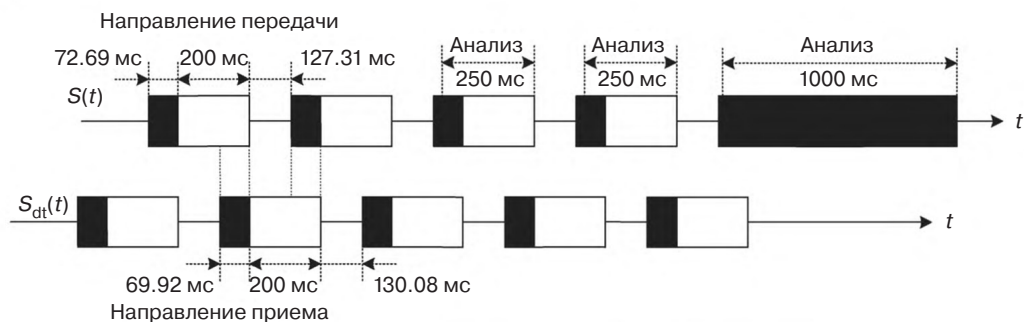 Направление передачи
72.69 мс 200 мс 127.31 мс
Анализ Анализ Анализ
250 мс 250 мс 1000 мс
S(t)
t
S_dt(t)
t
69.92 мс 200 мс 130.08 мс
Направление приема